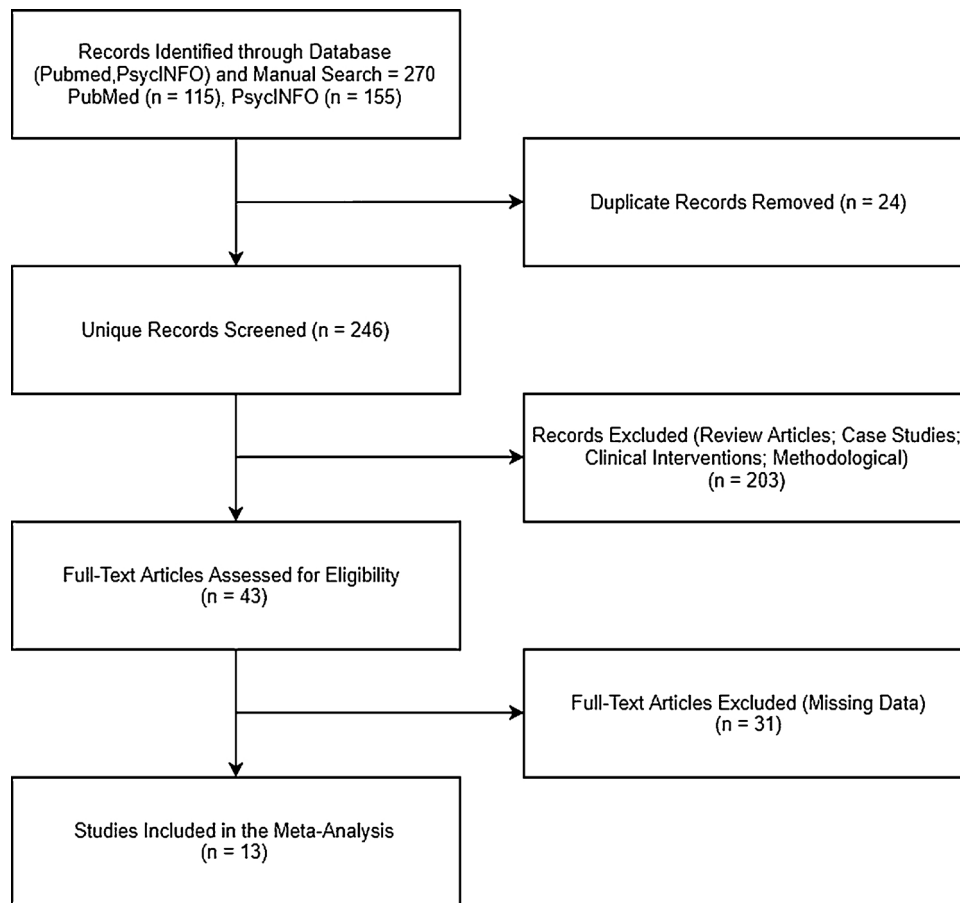 Records Identified through Database
(Pubmed,PsycINFO) and Manual Search = 270
PubMed (n = 115), PsycINFO (n = 155)
Duplicate Records Removed (n = 24)
Unique Records Screened (n = 246)
Records Excluded (Review Articles; Case Studies;
Clinical Interventions; Methodological)
(n = 203)
Full-Text Articles Assessed for Eligibility
(n = 43)
Full-Text Articles Excluded (Missing Data)
(n = 31)
Studies Included in the Meta-Analysis
(n = 13)